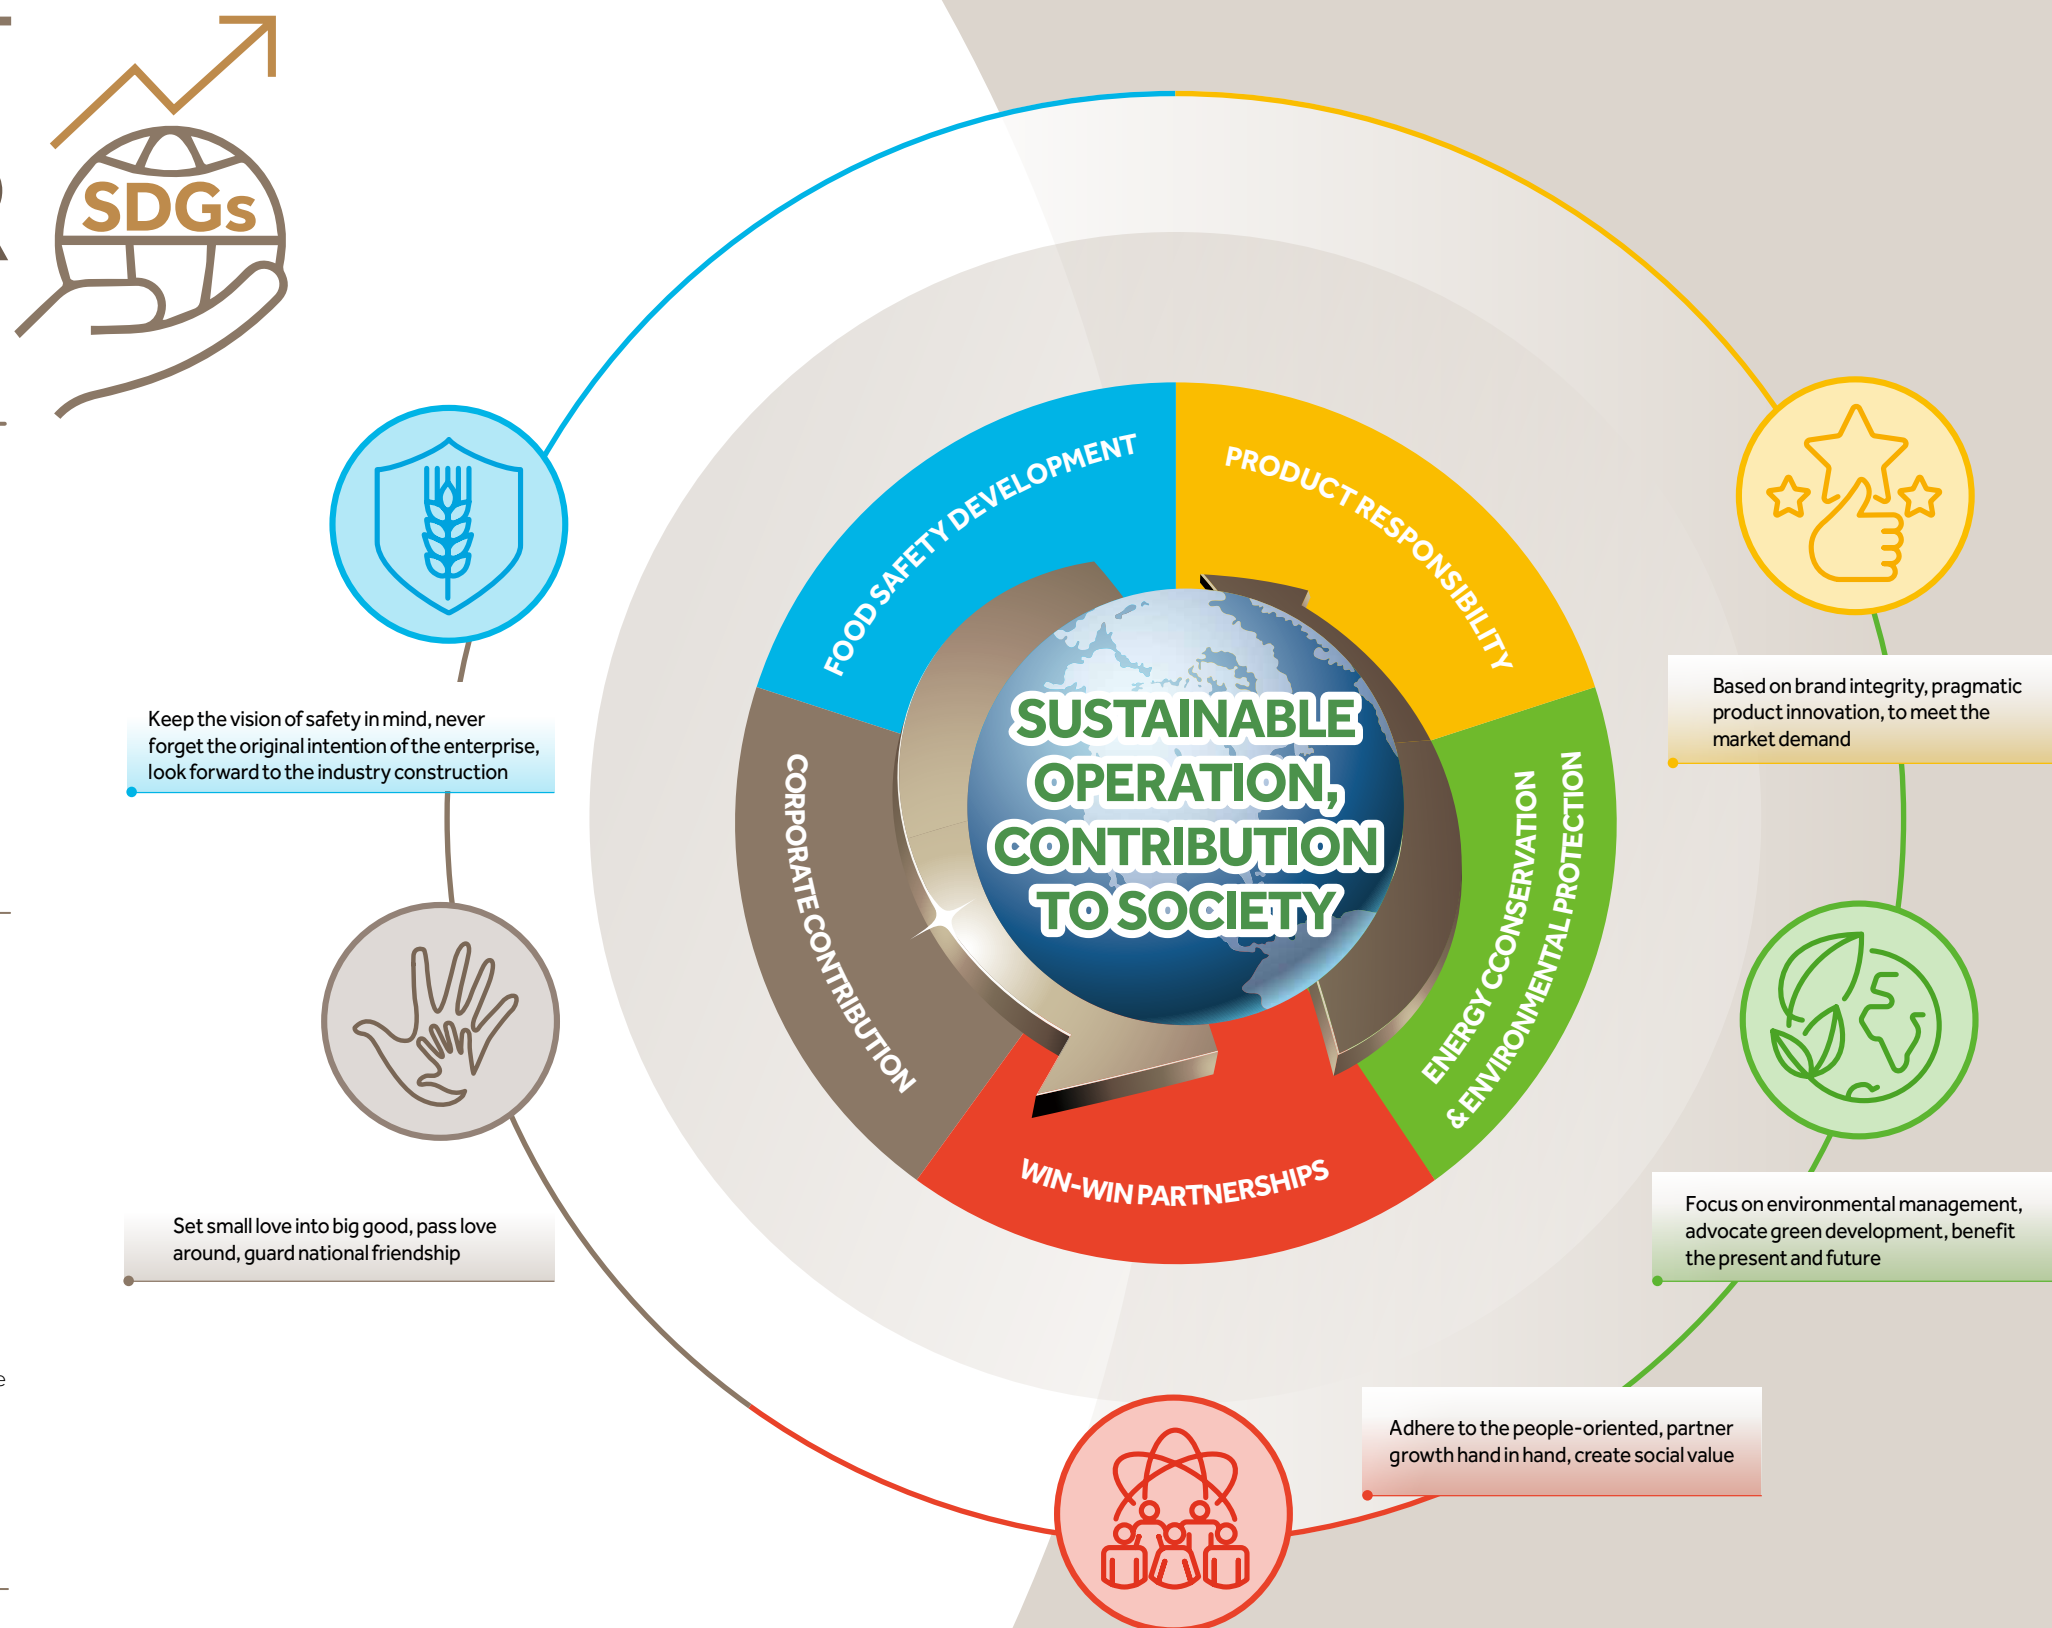 SDGs
FOOD SAFETY DEVELOPMENT
PRODUCT RESPONSIBILITY
SUSTAINABLE
OPERATION,
CONTRIBUTION
TO SOCIETY
CORPORATE CONTRIBUTION
ENERGY CCONSERVATION
& ENVIRONMENTAL PROTECTION
WIN-WIN PARTNERSHIPS
Based on brand integrity, pragmatic
product innovation, to meet the
market demand
Keep the vision of safety in mind, never
forget the original intention of the enterprise,
look forward to the industry construction
Focus on environmental management,
advocate green development, benefit
the present and future
Set small love into big good, pass love
around, guard national friendship
Adhere to the people-oriented, partner
growth hand in hand, create social value